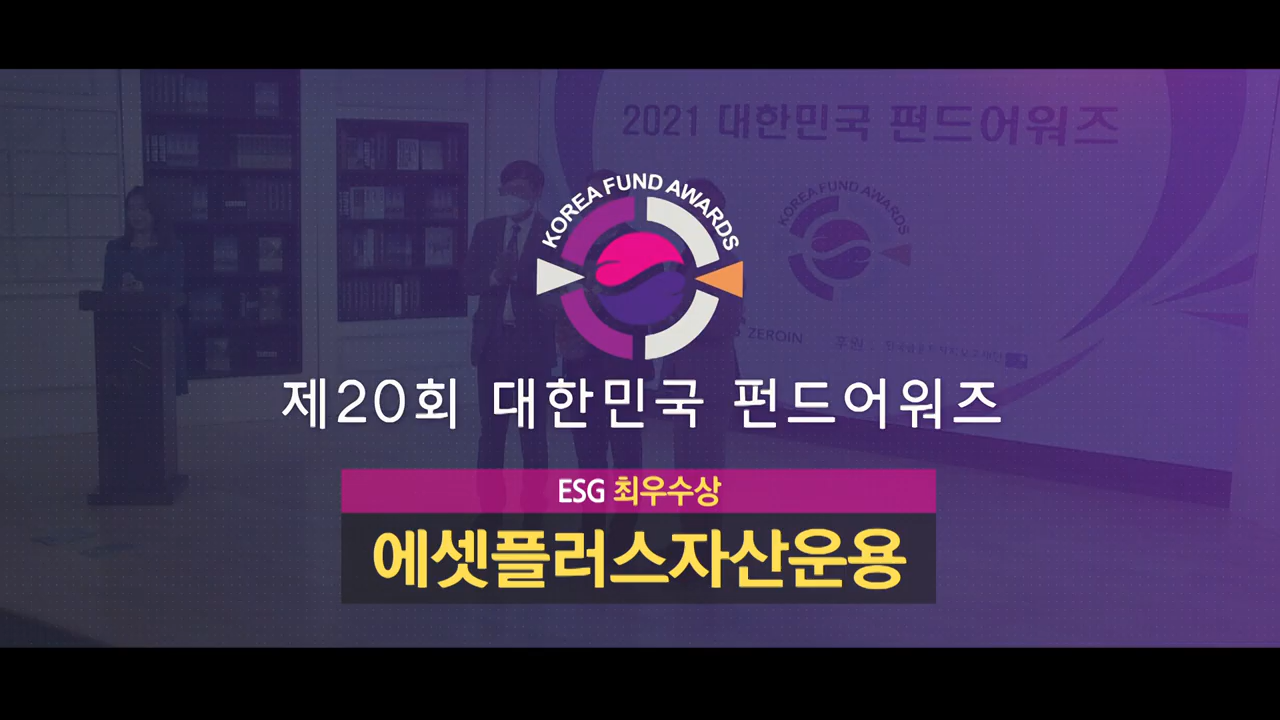 2021 대한민국 펀드어워즈
KOREA FUND AWARDS
KOREA FUND AWARDS
ZEROIN
후원
제20회 대한민국 펀드어워즈
ESG 최우수상
에셋플러스자산운용